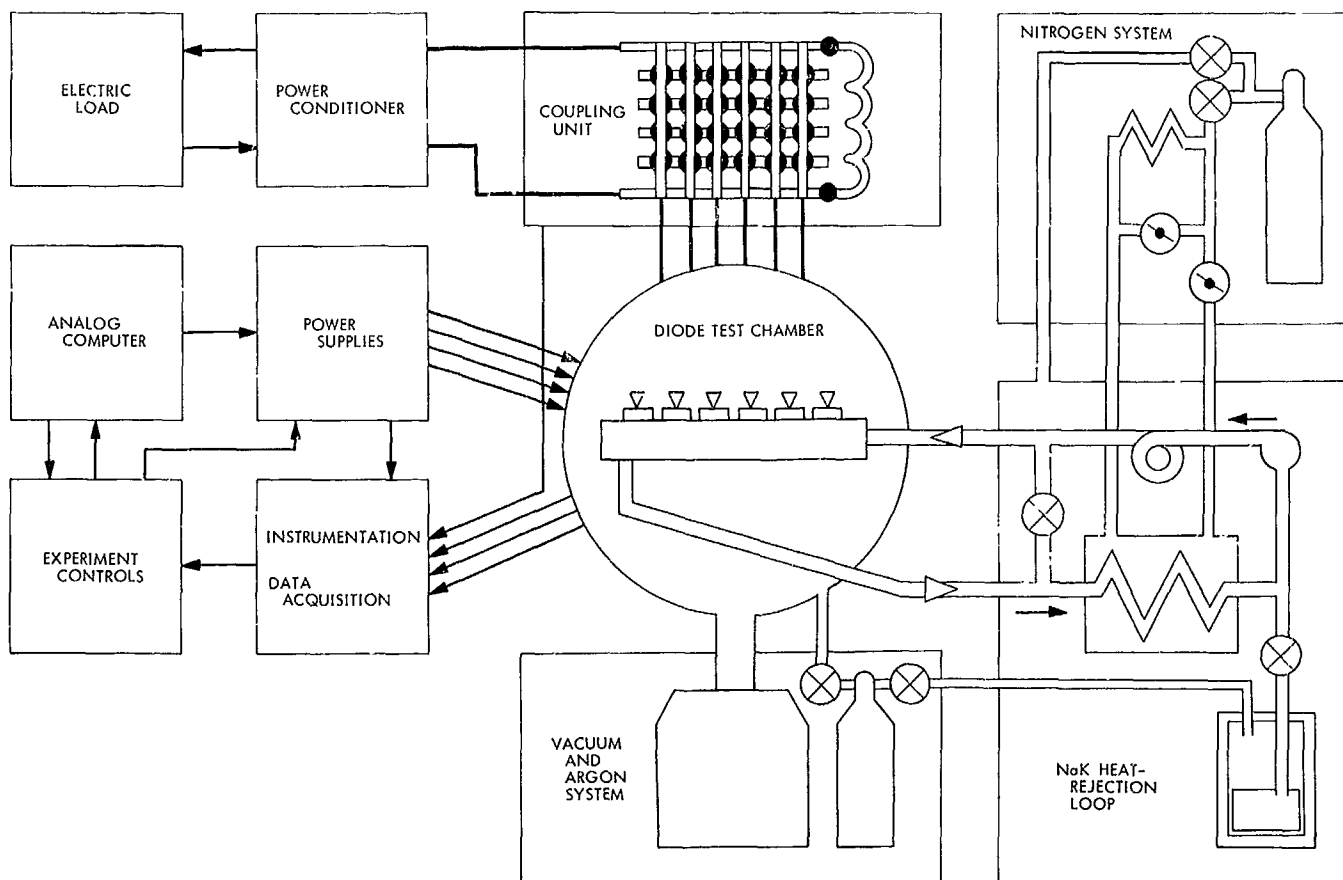 ELECTRIC
LOAD
POWER
CONDITIONER
COUPLING
UNIT
NITROGEN SYSTEM
ANALOG
COMPUTER
POWER
SUPPLIES
DIODE TEST CHAMBER
EXPERIMENT
CONTROLS
INSTRUMENTATION
DATA
ACQUISITION
VACUUM
AND
ARGON
SYSTEM
NaK HEAT-
REJECTION
LOOP